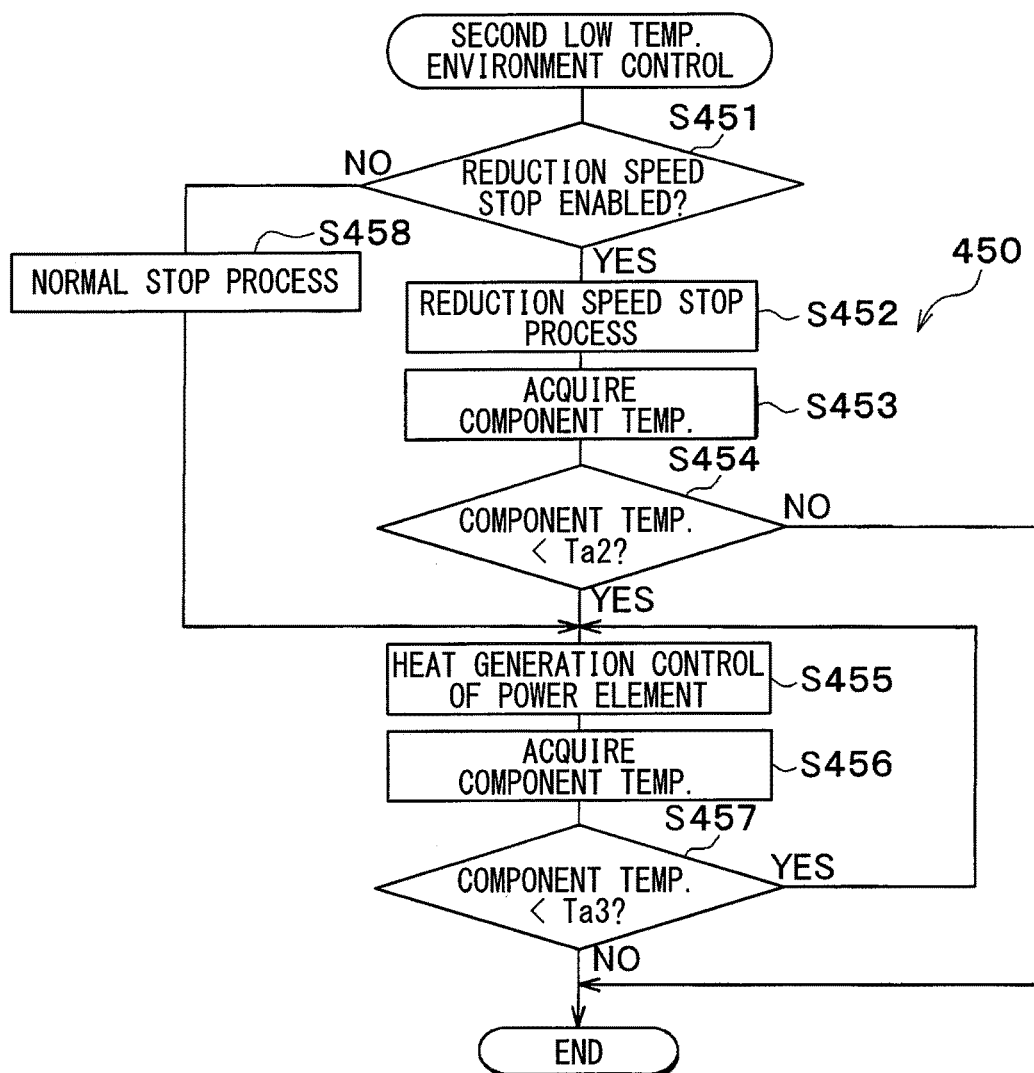 SECOND LOW TEMP.
ENVIRONMENT CONTROL
S451
NO
REDUCTION SPEED
STOP ENABLED?
S458
NORMAL STOP PROCESS
YES
450
REDUCTION SPEED STOP
PROCESS
S452
ACQUIRE
COMPONENT TEMP.
S453
S454
COMPONENT TEMP.
< Ta2?
NO
YES
HEAT GENERATION CONTROL
OF POWER ELEMENT
S455
ACQUIRE
COMPONENT TEMP.
S456
S457
COMPONENT TEMP.
< Ta3?
YES
NO
END